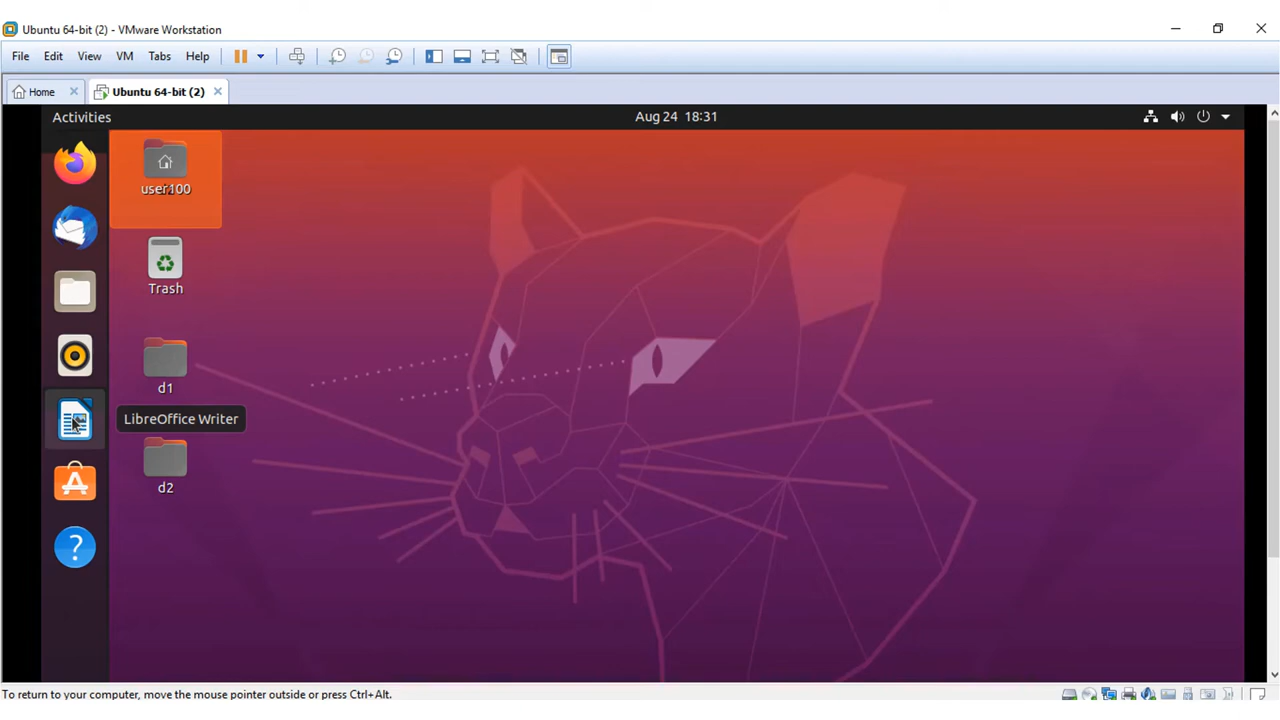 Ubuntu 64-bit (2) - VMware Workstation
File Edit View VM Tabs Help
Home Ubuntu 64-bit (2)
Activities Aug 24 18:31
user100
Trash
d1
LibreOffice Writer
d2
To return to your computer, move the mouse pointer outside or press Ctrl+Alt.